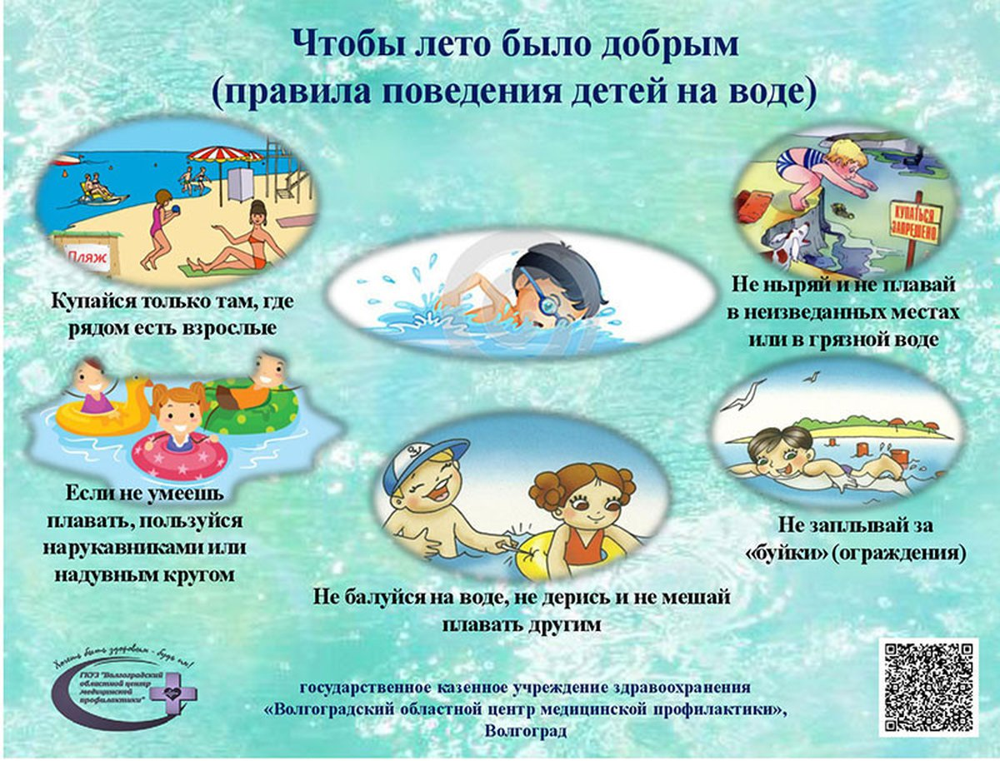 Чтобы лето было добрым
(правила поведения детей на воде)
Пляж
Купайся только там, где
рядом есть взрослые
КУПАТЬСЯ
ЗАПРЕЩЕНО
Не ныряй и не плавай
в неизведанных местах
или в грязной воде
Если не умеешь
плавать, пользуйся
нарукавниками или
надувным кругом
Не балуйся на воде, не дерись и не мешай
плавать другим
Не заплывай за
«буйки» (ограждения)
Хочешь быть здоровым - будь им!
ГКУЗ "Волгоградский
областной центр
медицинской
профилактики"
государственное казенное учреждение здравоохранения
«Волгоградский областной центр медицинской профилактики»,
Волгоград